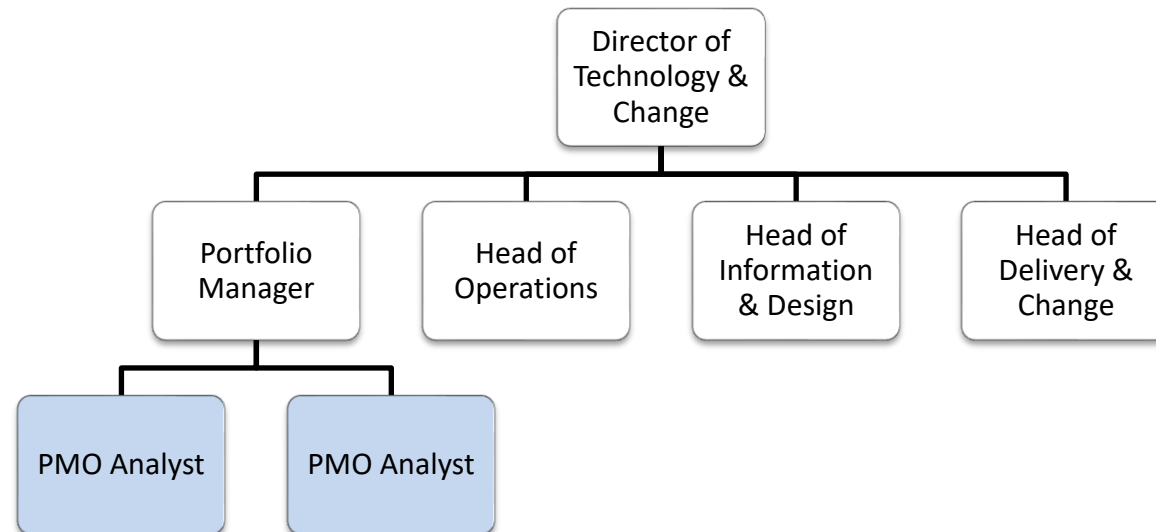 Director of
Technology &
Change
Portfolio
Manager
Head of
Operations
Head of
Information
& Design
Head of
Delivery &
Change
PMO Analyst
PMO Analyst